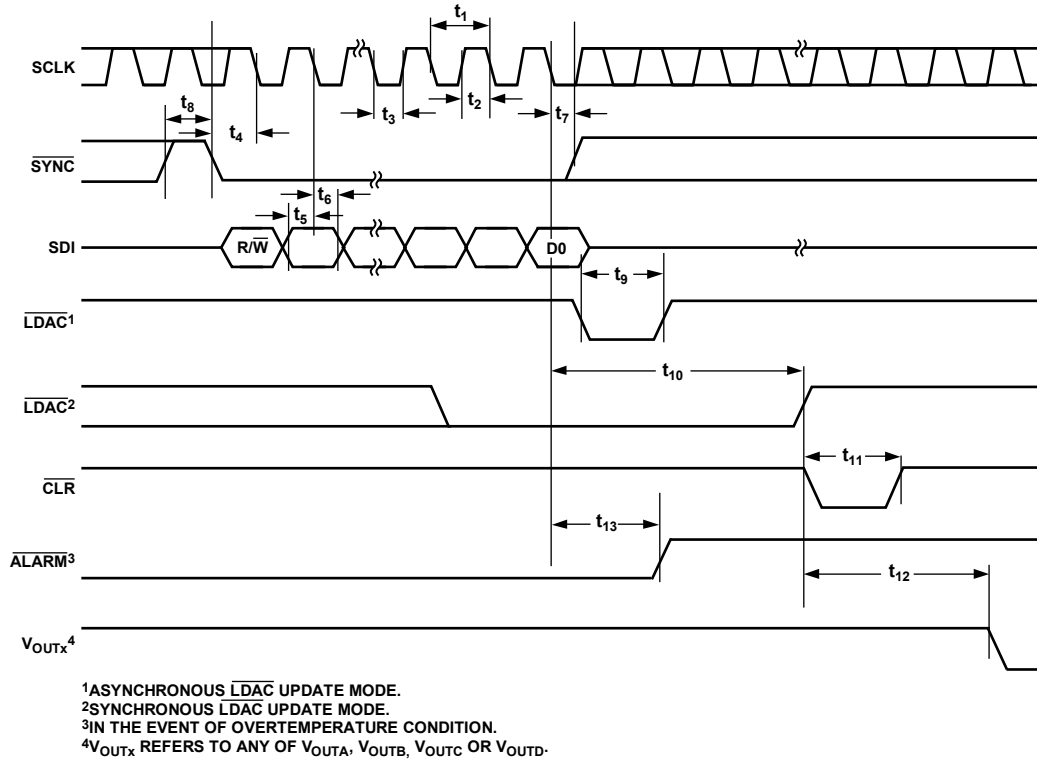 t1
SCLK
t8
t4
t3
t2
t7
SYNC
t6
t5
SDI
R/W
D0
t9
LDAC1
t10
LDAC2
t11
CLR
t13
ALARM3
t12
VOUTx4
1ASYNCHRONOUS LDAC UPDATE MODE.
2SYNCHRONOUS LDAC UPDATE MODE.
3IN THE EVENT OF OVERTEMPERATURE CONDITION.
4VOUTx REFERS TO ANY OF VOUTA, VOUTB, VOUTC OR VOUTD.